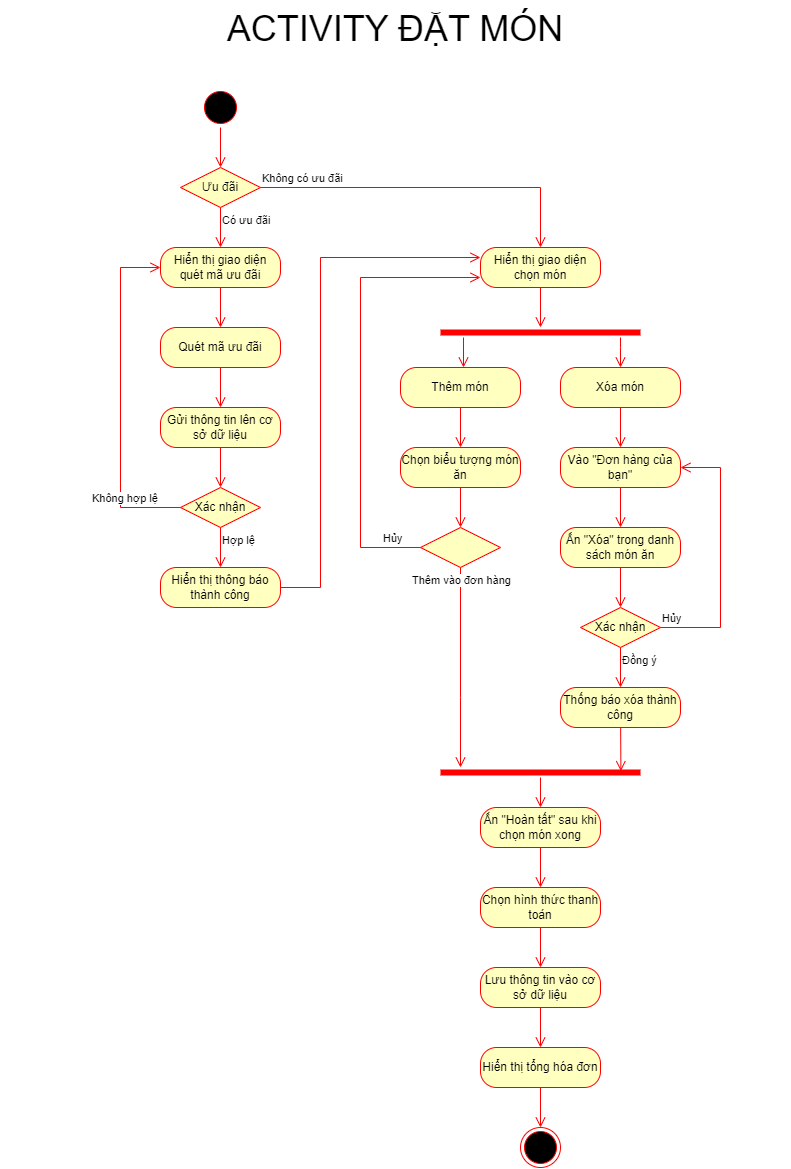 ACTIVITY ĐẶT MÓN
Ưu đãi
Không có ưu đãi
Có ưu đãi
Hiển thị giao diện
quét mã ưu đãi
Hiển thị giao diện
chọn món
Quét mã ưu đãi
Thêm món
Xóa món
Gửi thông tin lên cơ
sở dữ liệu
Chọn biểu tượng món
ăn
Vào "Đơn hàng của
bạn"
Không hợp lệ
Xác nhận
Hợp lệ
Hủy
Ấn "Xóa" trong danh
sách món ăn
Hiển thị thông báo
thành công
Thêm vào đơn hàng
Xác nhận
Hủy
Đồng ý
Thống báo xóa thành
công
Ấn "Hoàn tất" sau khi
chọn món xong
Chọn hình thức thanh
toán
Lưu thông tin vào cơ
sở dữ liệu
Hiển thị tổng hóa đơn